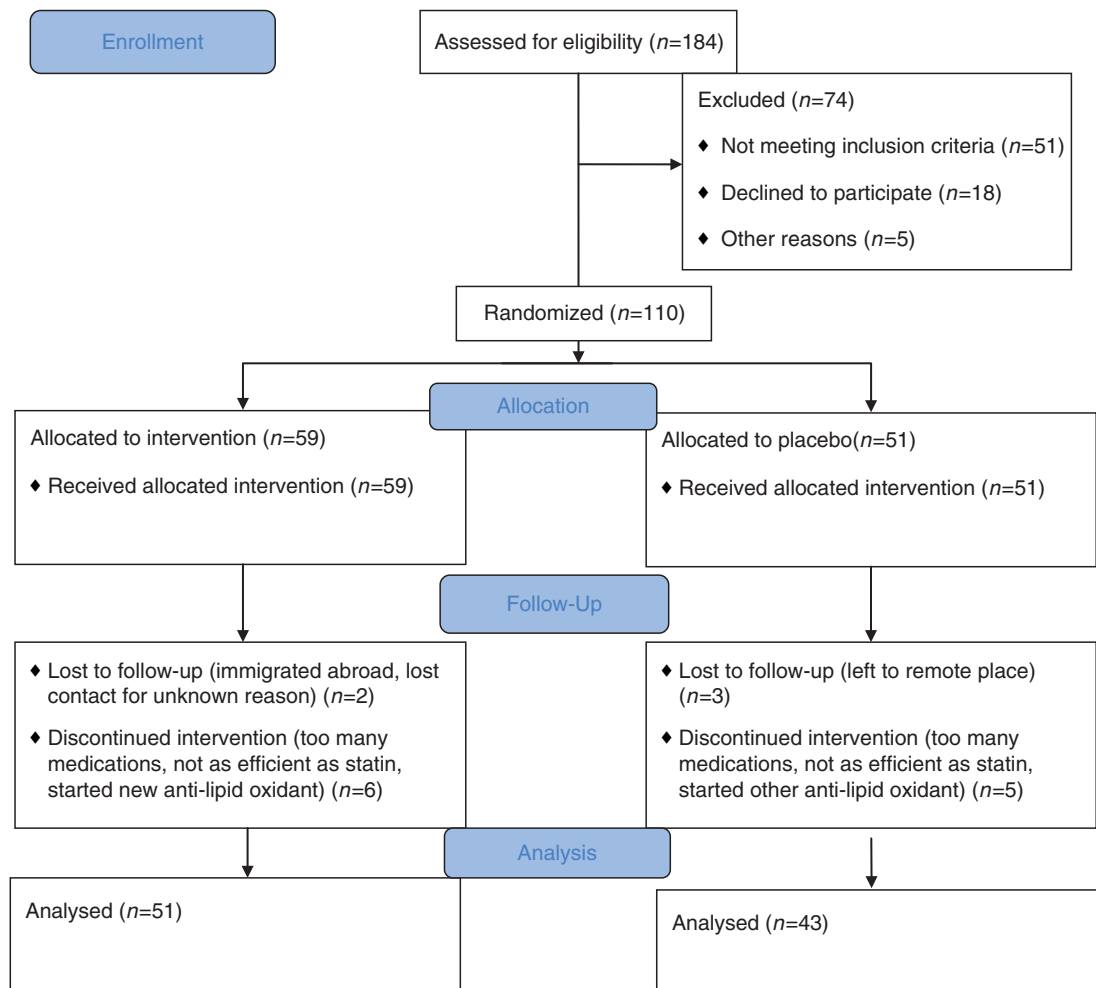 Enrollment
Assessed for eligibility (n=184)
Excluded (n=74)
♦ Not meeting inclusion criteria (n=51)
♦ Declined to participate (n=18)
♦ Other reasons (n=5)
Randomized (n=110)
Allocation
Allocated to intervention (n=59)
♦ Received allocated intervention (n=59)
Allocated to placebo(n=51)
♦ Received allocated intervention (n=51)
Follow-Up
♦ Lost to follow-up (immigrated abroad, lost
contact for unknown reason) (n=2)
♦ Discontinued intervention (too many
medications, not as efficient as statin,
started new anti-lipid oxidant) (n=6)
♦ Lost to follow-up (left to remote place)
(n=3)
♦ Discontinued intervention (too many
medications, not as efficient as statin,
started other anti-lipid oxidant) (n=5)
Analysis
Analysed (n=51)
Analysed (n=43)